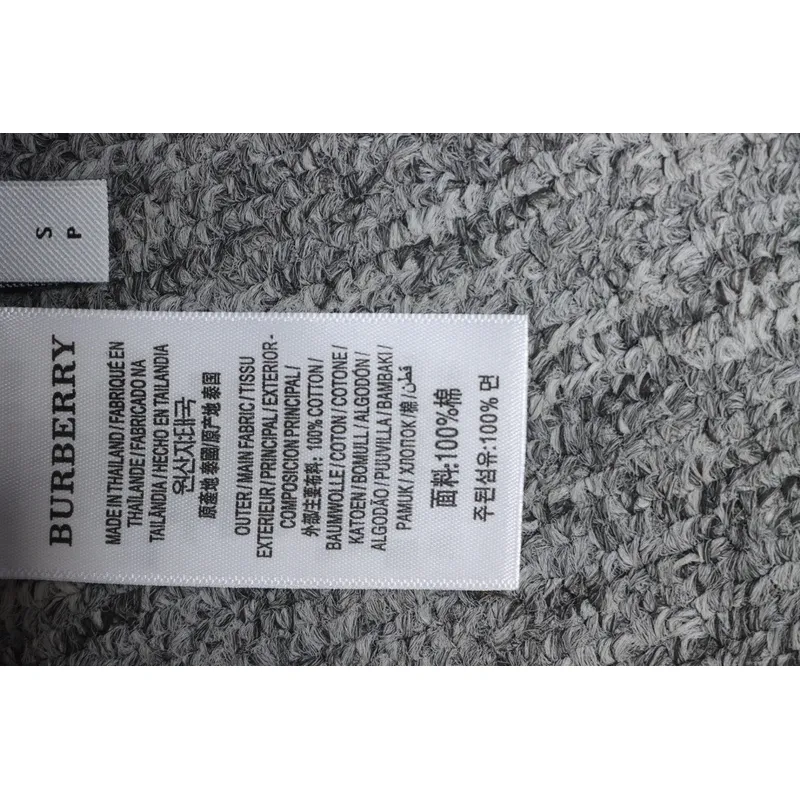 S
P
BURBERRY
MADE IN THAILAND / FABRIQUÉ EN
THAÏLANDE / FABRICADO NA
TAILÂNDIA / HECHO EN TAILANDIA
원산지:태국
原產地 泰國/原产地 泰国
OUTER / MAIN FABRIC / TISSU
EXTERIEUR / PRINCIPAL / EXTERIOR -
COMPOSICION PRINCIPAL/
外部/主要布料: 100% COTTON /
BAUMWOLLE / COTON / COTONE /
KATOEN / BOMULL / ALGODÓN /
ALGODÃO / PUUVILLA / BAMBAKI /
PAMUK / ХЛОПОК / 棉 / قطن
面料:100%棉
주된섬유:100% 면